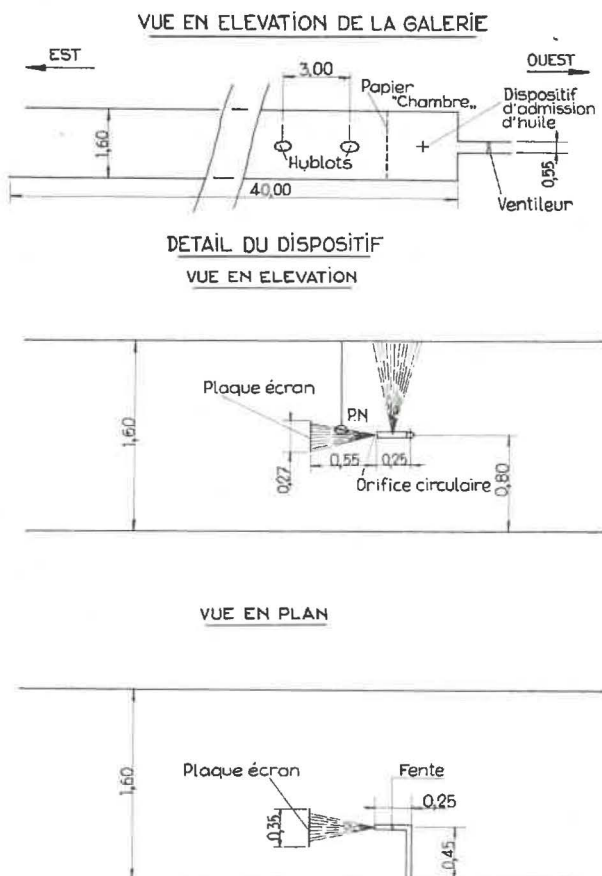 VUE EN ELEVATION DE LA GALERIE
EST
OUEST
3,00
Papier
"Chambre„
Dispositif
d'admission
d'huile
1,60
Hublots
0,55
40,00
Ventileur
DETAIL DU DISPOSITIF
VUE EN ELEVATION
Plaque écran
P.N
1,60
0,27
0,55
0,25
Orifice circulaire
0,80
VUE EN PLAN
1,60
Plaque écran
Fente
0,25
0,35
0,45